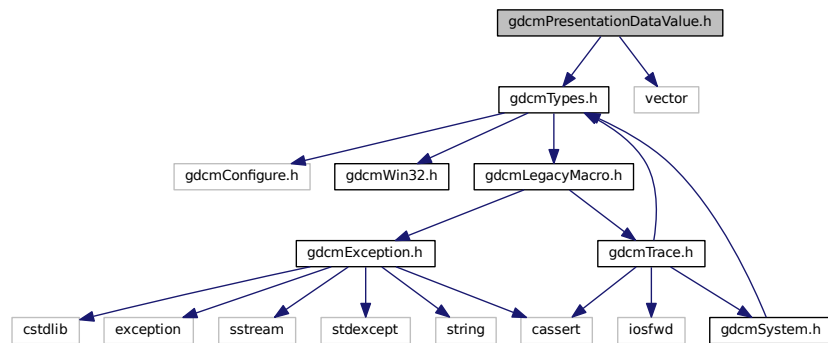 gdcmPresentationDataValue.h
gdcmTypes.h
vector
gdcmConfigure.h
gdcmWin32.h
gdcmLegacyMacro.h
gdcmException.h
gdcmTrace.h
cstdlib
exception
sstream
stdexcept
string
cassert
iosfwd
gdcmSystem.h